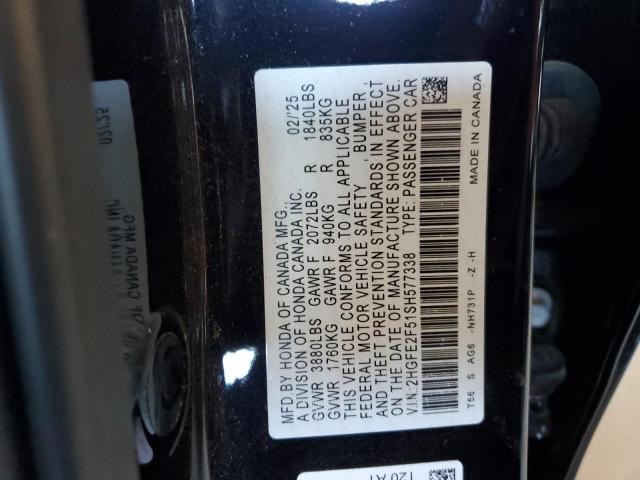 MFD. BY HONDA OF CANADA MFG.,
A DIVISION OF HONDA CANADA INC. 02/'25
GVWR 3880LBS GAWR F 2072LBS R 1840LBS
GVWR 1760KG GAWR F 940KG R 835KG
THIS VEHICLE CONFORMS TO ALL APPLICABLE
FEDERAL MOTOR VEHICLE SAFETY , BUMPER ,
AND THEFT PREVENTION STANDARDS IN EFFECT
ON THE DATE OF MANUFACTURE SHOWN ABOVE.
V.I.N.:2HGFE2F51SH577338 TYPE: PASSENGER CAR
T56 S AG6 -NH731P -Z -H MADE IN CANADA
120 AT